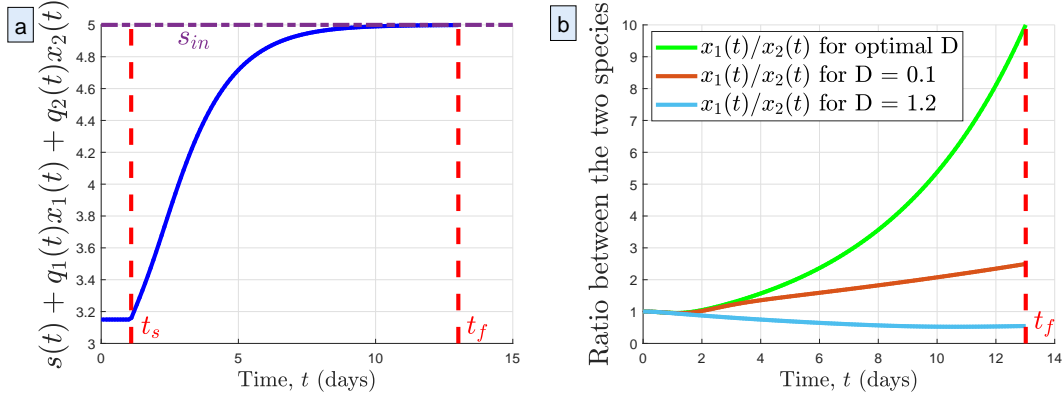 a
s(t) + q₁(t)x₁(t) + q₂(t)x₂(t)
5
4.8
4.6
4.4
4.2
4
3.8
3.6
3.4
3.2
3
s_in
t_s
t_f
0
5
10
15
Time, t (days)
b
Ratio between the two species
10
9
8
7
6
5
4
3
2
1
0
x₁(t)/x₂(t) for optimal D
x₁(t)/x₂(t) for D = 0.1
x₁(t)/x₂(t) for D = 1.2
t_f
0
2
4
6
8
10
12
14
Time, t (days)